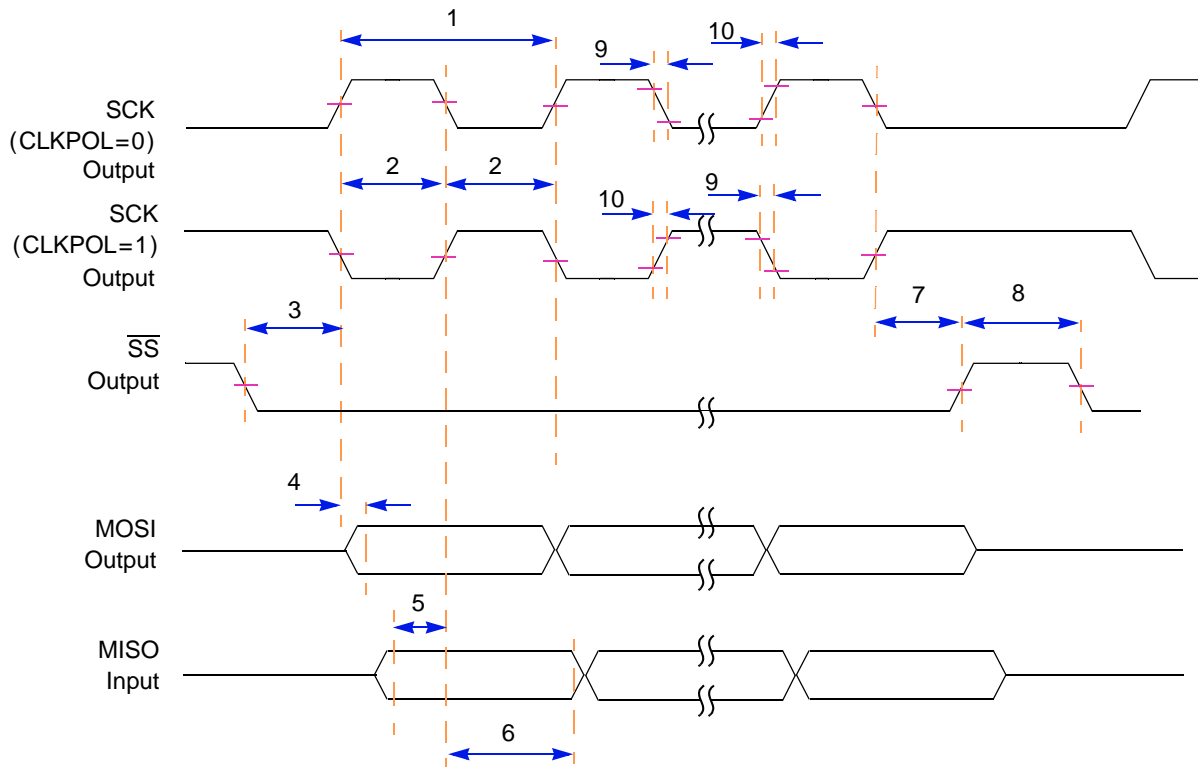 1
9
10
SCK
(CLKPOL=0)
Output
2
2
SCK
(CLKPOL=1)
Output
10
9
3
7
8
SS
Output
4
MOSI
Output
5
MISO
Input
6